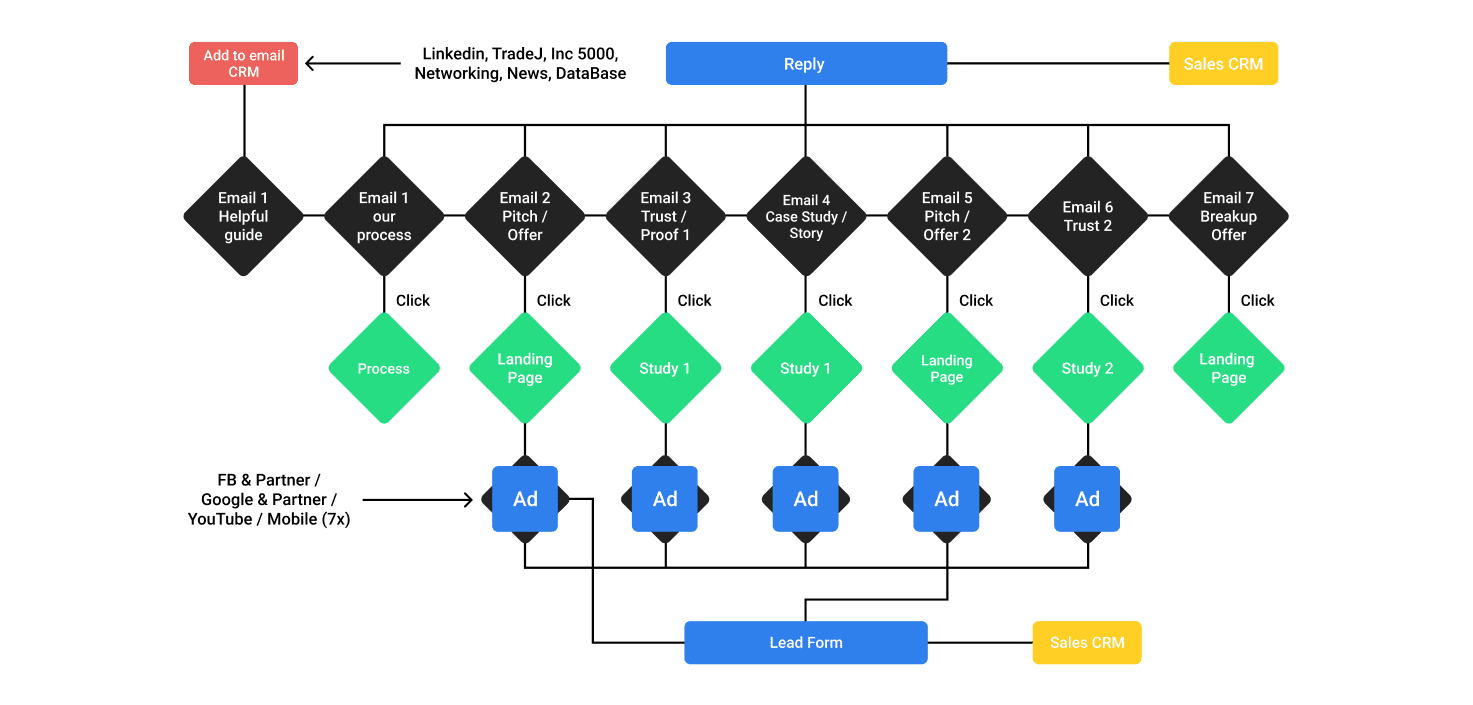 Add to email
CRM
Linkedin, TradeJ, Inc 5000,
Networking, News, DataBase
Reply
Sales CRM
Email 1
Helpful
guide
Email 1
our
process
Email 2
Pitch /
Offer
Email 3
Trust /
Proof 1
Email 4
Case Study /
Story
Email 5
Pitch /
Offer 2
Email 6
Trust 2
Email 7
Breakup
Offer
Click
Click
Click
Click
Click
Click
Click
Process
Landing
Page
Study 1
Study 1
Landing
Page
Study 2
Landing
Page
FB & Partner /
Google & Partner /
YouTube / Mobile (7x)
Ad
Ad
Ad
Ad
Ad
Lead Form
Sales CRM